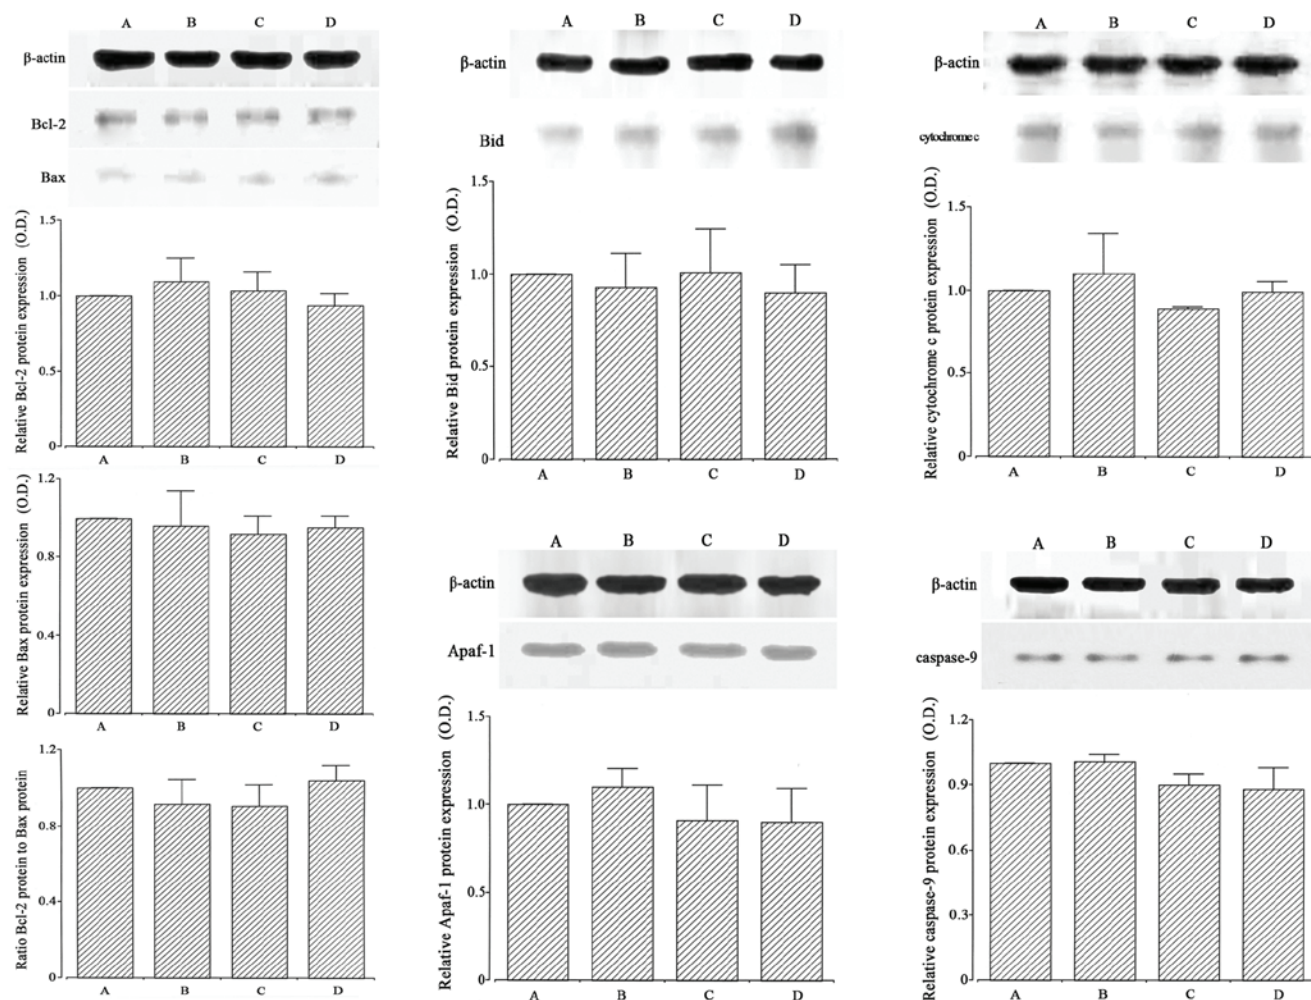 A B C D
β-actin
Bcl-2
Bax
Relative Bcl-2 protein expression (O.D.)
1.5
1.0
0.5
0
A B C D
Relative Bax protein expression (O.D.)
1.2
0.8
0.4
0
A B C D
Ratio Bcl-2 protein to Bax protein
1.2
0.8
0.4
0
A B C D
A B C D
β-actin
Bid
Relative Bid protein expression (O.D.)
1.5
1.0
0.5
0
A B C D
A B C D
β-actin
Apaf-1
Relative Apaf-1 protein expression (O.D.)
1.5
1.0
0.5
0
A B C D
A B C D
β-actin
cytochrome c
Relative cytochrome c protein expression (O.D.)
1.5
1.0
0.5
0
A B C D
A B C D
β-actin
caspase-9
Relative caspase-9 protein expression (O.D.)
1.2
0.9
0.6
0.3
0
A B C D